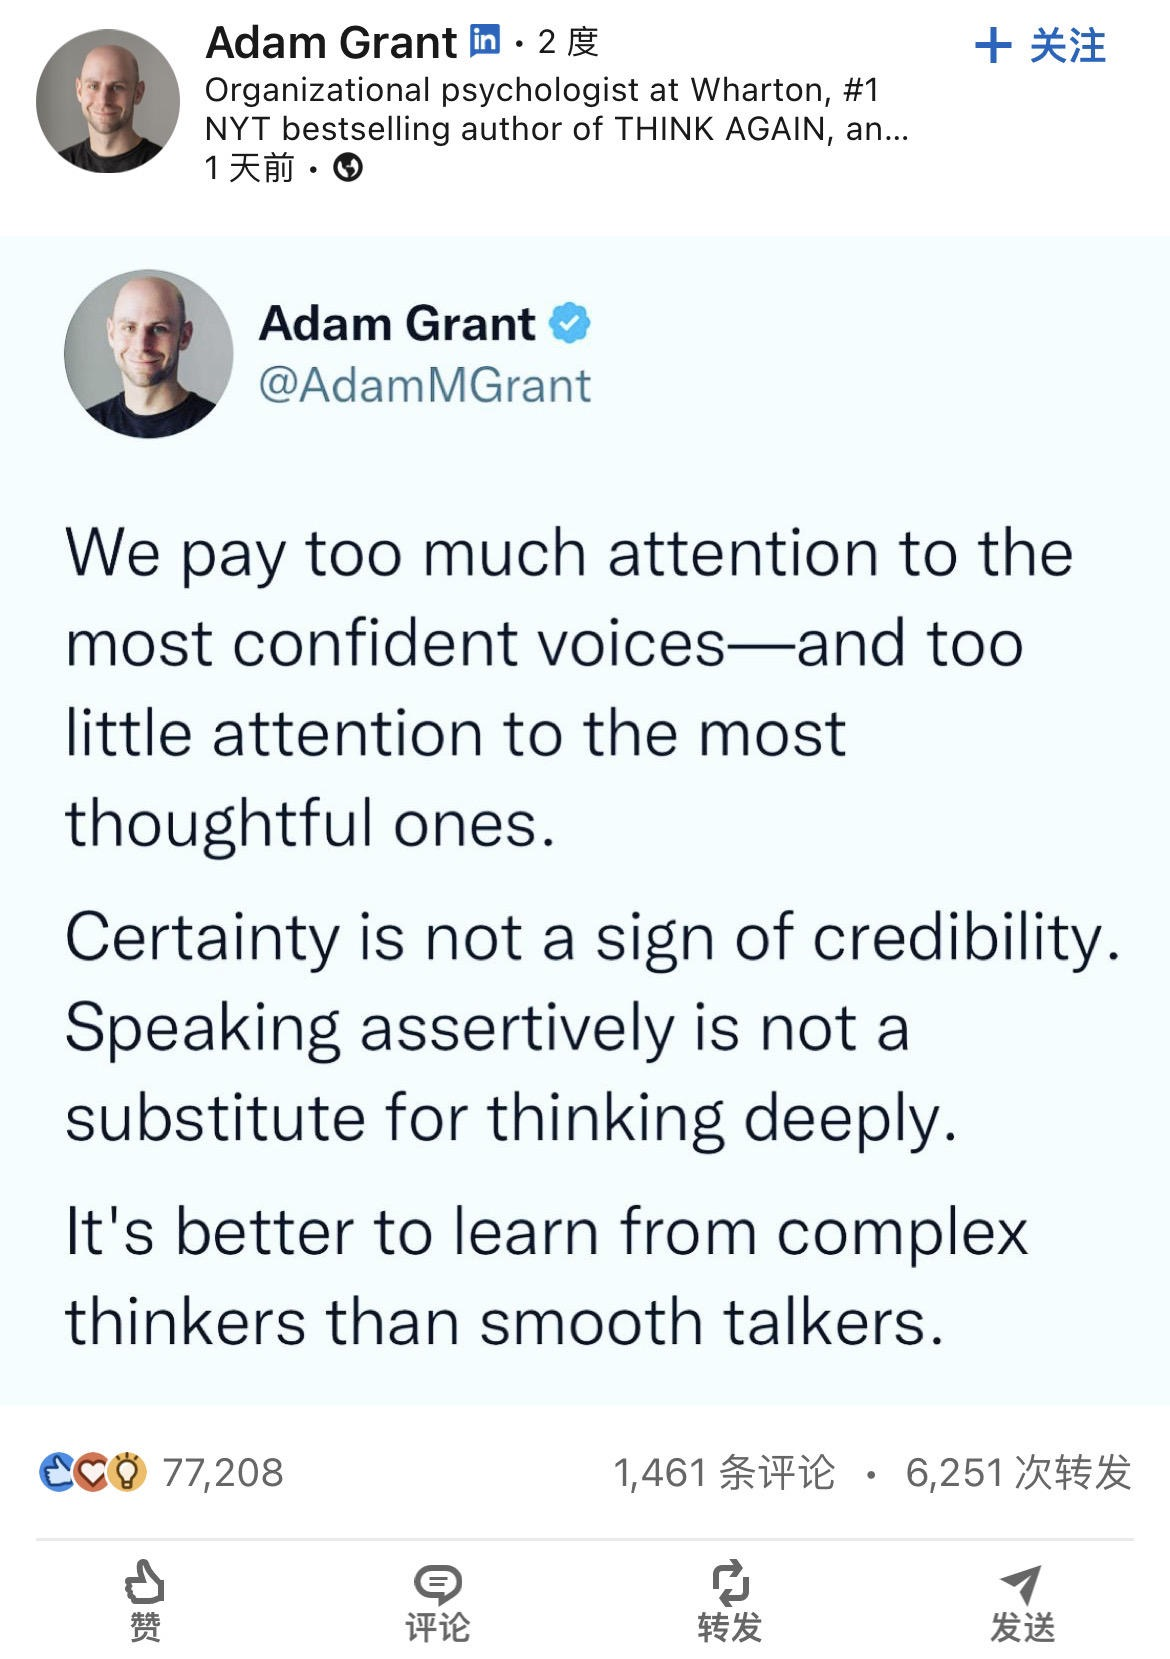 Adam Grant in · 2 度
+ 关注
Organizational psychologist at Wharton, #1
NYT bestselling author of THINK AGAIN, an...
1 天前 ·
Adam Grant
@AdamMGrant
We pay too much attention to the
most confident voices—and too
little attention to the most
thoughtful ones.
Certainty is not a sign of credibility.
Speaking assertively is not a
substitute for thinking deeply.
It's better to learn from complex
thinkers than smooth talkers.
77,208
1,461 条评论 · 6,251 次转发
赞
评论
转发
发送